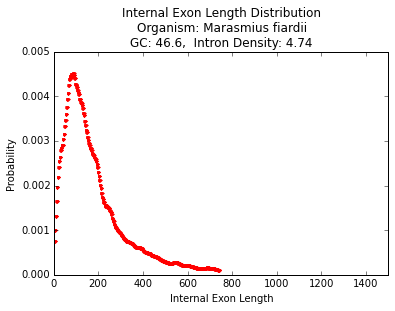 Internal Exon Length Distribution
Organism: Marasmius fiardii
GC: 46.6,  Intron Density: 4.74
0.005
0.004
0.003
0.002
0.001
0.000
Probability
0 200 400 600 800 1000 1200 1400
Internal Exon Length